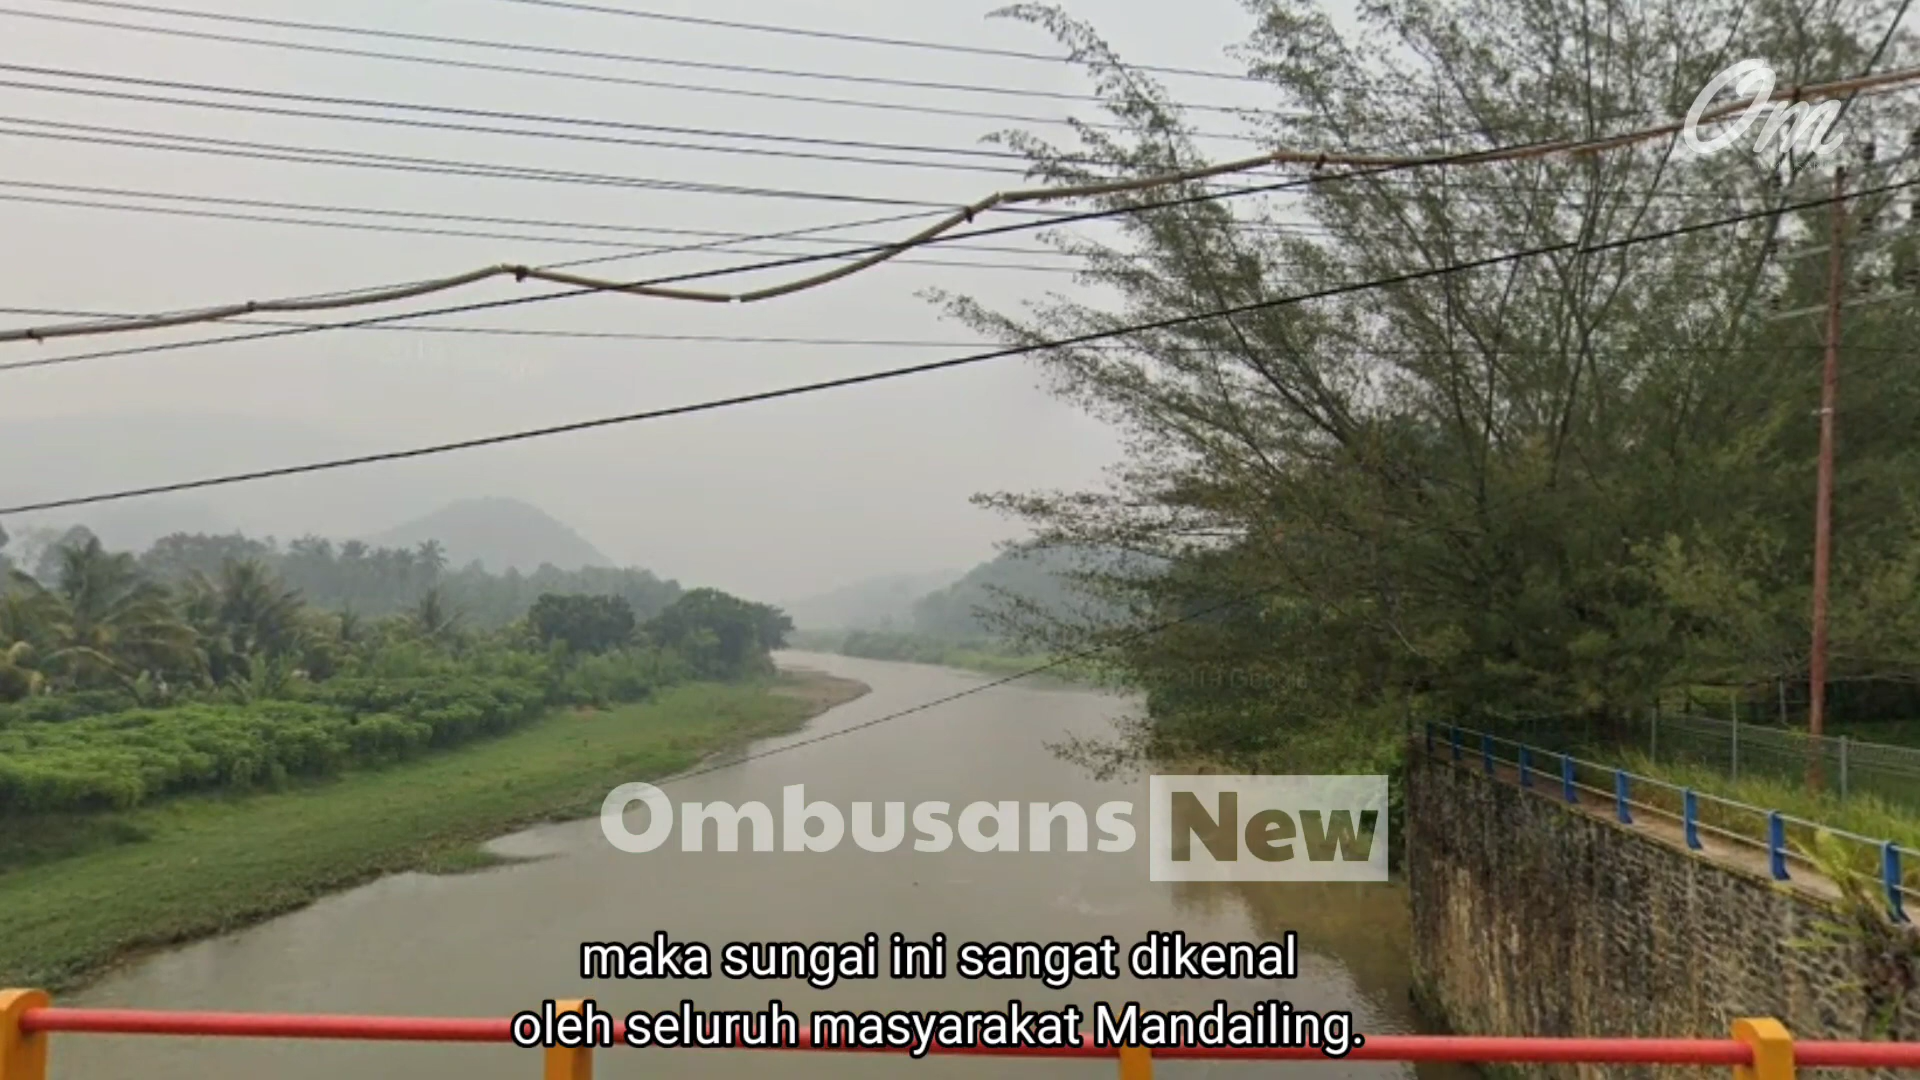 Om
Ombusans New
maka sungai ini sangat dikenal
oleh seluruh masyarakat Mandailing.